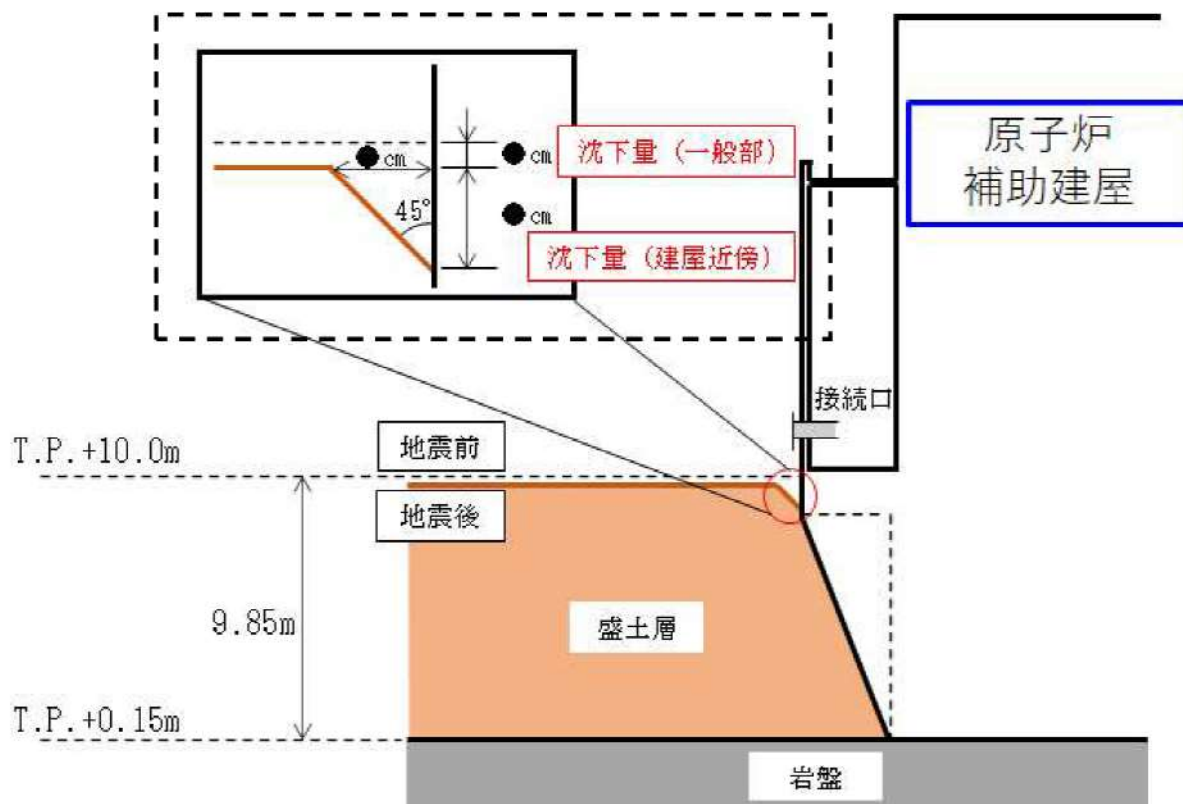 原子炉
補助建屋
●cm
●cm
沈下量（一般部）
45°
●cm
沈下量（建屋近傍）
接続口
T.P.+10.0m
地震前
地震後
9.85m
盛土層
T.P.+0.15m
岩盤